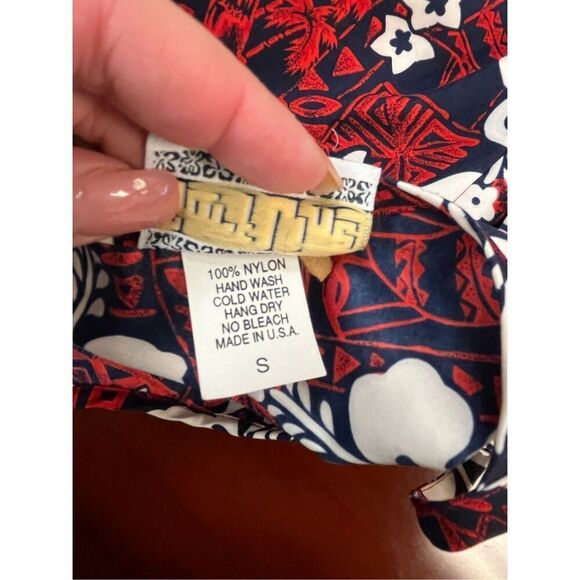 100% NYLON
HAND WASH
COLD WATER
HANG DRY
NO BLEACH
MADE IN U.S.A.
S